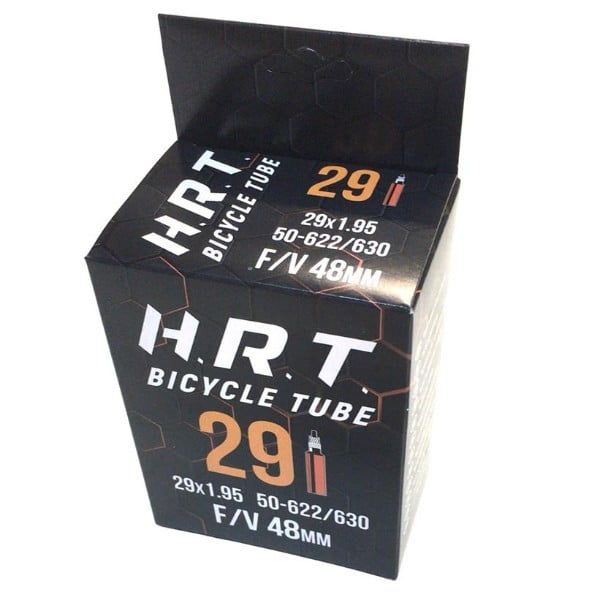 H.R.T.
BICYCLE TUBE
29
29x1.95
50-622/630
F/V 48MM
H.R.T.
BICYCLE TUBE
29
29x1.95 50-622/630
F/V 48MM